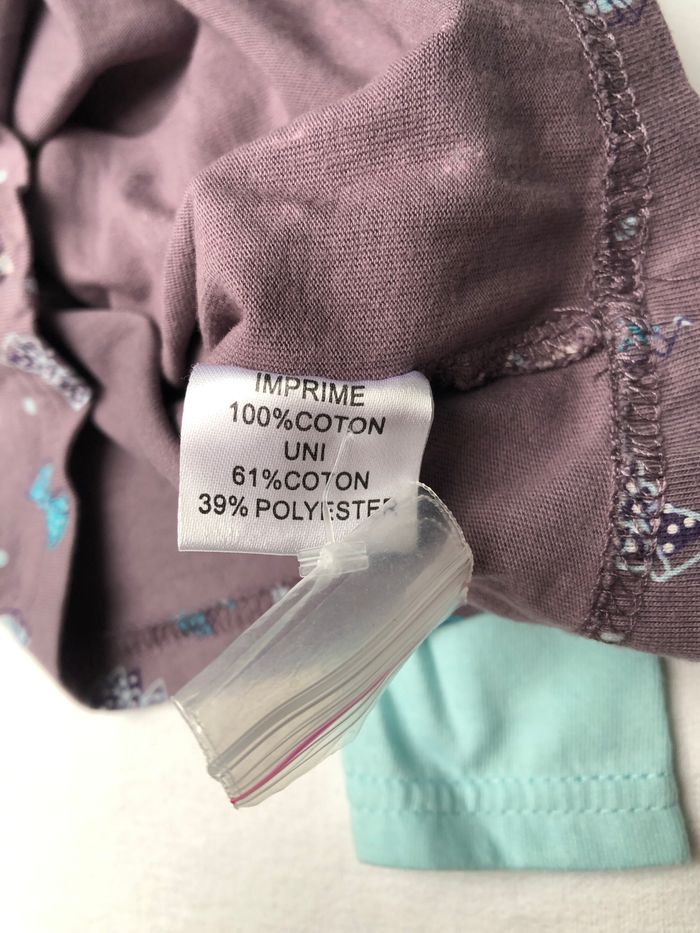 IMPRIME
100%COTON
UNI
61%COTON
39% POLYESTER